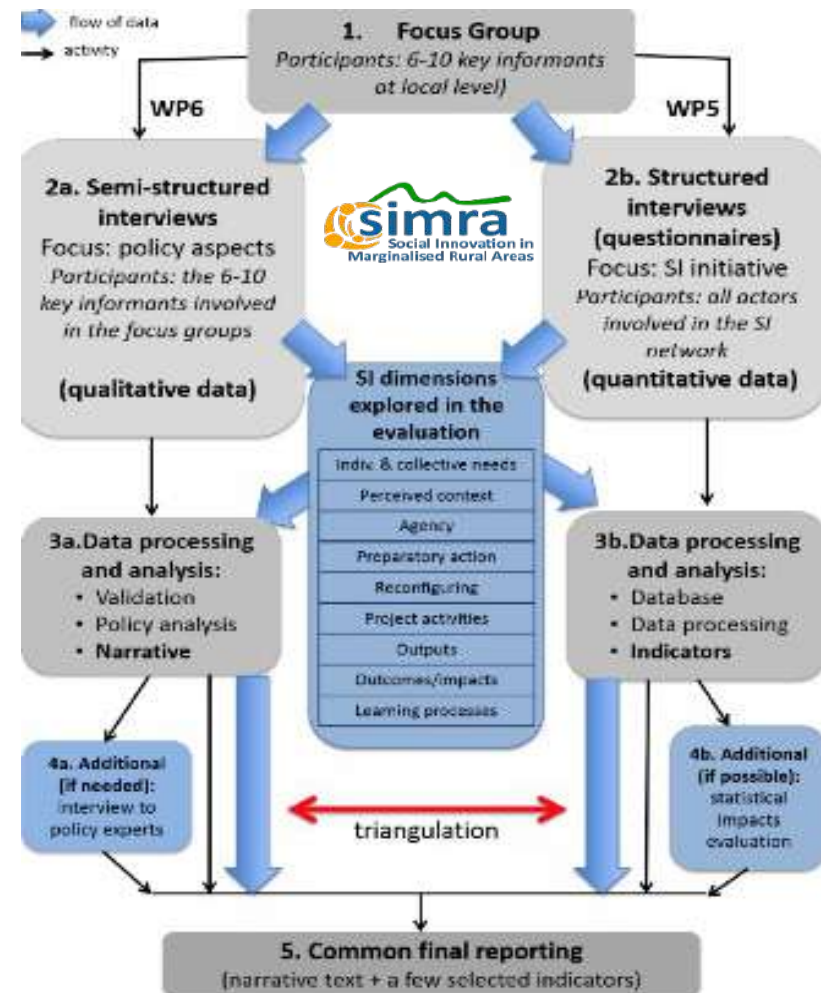 flow of data
activity
1. Focus Group
Participants: 6-10 key informants
at local level)
WP6
WP5
2a. Semi-structured
interviews
Focus: policy aspects
Participants: the 6-10
key informants involved
in the focus groups
(qualitative data)
simra
Social Innovation in
Marginalised Rural Areas
2b. Structured
interviews
(questionnaires)
Focus: SI initiative
Participants: all actors
involved in the SI
network
(quantitative data)
SI dimensions
explored in the
evaluation
Indiv. & collective needs
Perceived context
Agency
Preparatory action
Reconfiguring
Project activities
Outputs
Outcomes/impacts
Learning processes
3a.Data processing
and analysis:
• Validation
• Policy analysis
• Narrative
3b.Data processing
and analysis:
• Database
• Data processing
• Indicators
4a. Additional
(if needed):
interview to
policy experts
triangulation
4b. Additional
(if possible):
statistical
impacts
evaluation
5. Common final reporting
(narrative text + a few selected indicators)